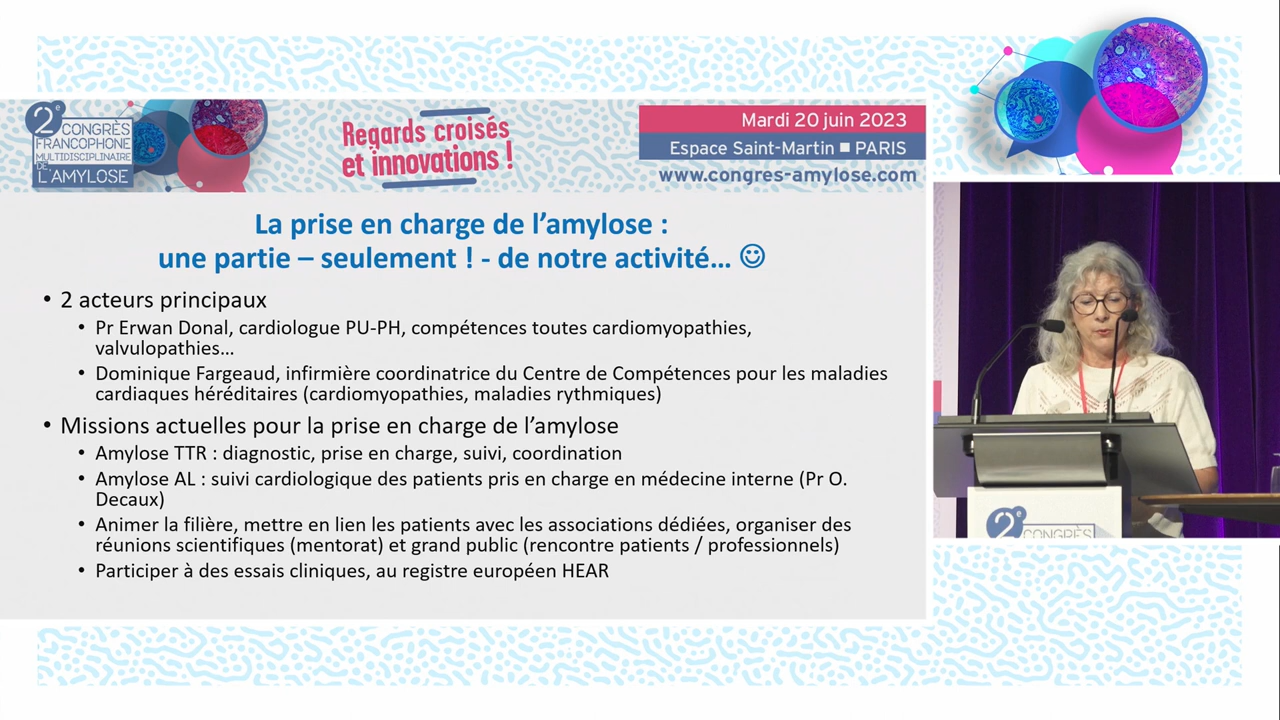 2e CONGRÈS
FRANCOPHONE
MULTIDISCIPLINAIRE
DE
L'AMYLOSE
Regards croisés
et innovations !
Mardi 20 juin 2023
Espace Saint-Martin ■ PARIS
www.congres-amylose.com
La prise en charge de l'amylose :
une partie – seulement ! - de notre activité… ☺
• 2 acteurs principaux
• Pr Erwan Donal, cardiologue PU-PH, compétences toutes cardiomyopathies,
valvulopathies…
• Dominique Fargeaud, infirmière coordinatrice du Centre de Compétences pour les maladies
cardiaques héréditaires (cardiomyopathies, maladies rythmiques)
• Missions actuelles pour la prise en charge de l'amylose
• Amylose TTR : diagnostic, prise en charge, suivi, coordination
• Amylose AL : suivi cardiologique des patients pris en charge en médecine interne (Pr O.
Decaux)
• Animer la filière, mettre en lien les patients avec les associations dédiées, organiser des
réunions scientifiques (mentorat) et grand public (rencontre patients / professionnels)
• Participer à des essais cliniques, au registre européen HEAR
2e CONGRÈS